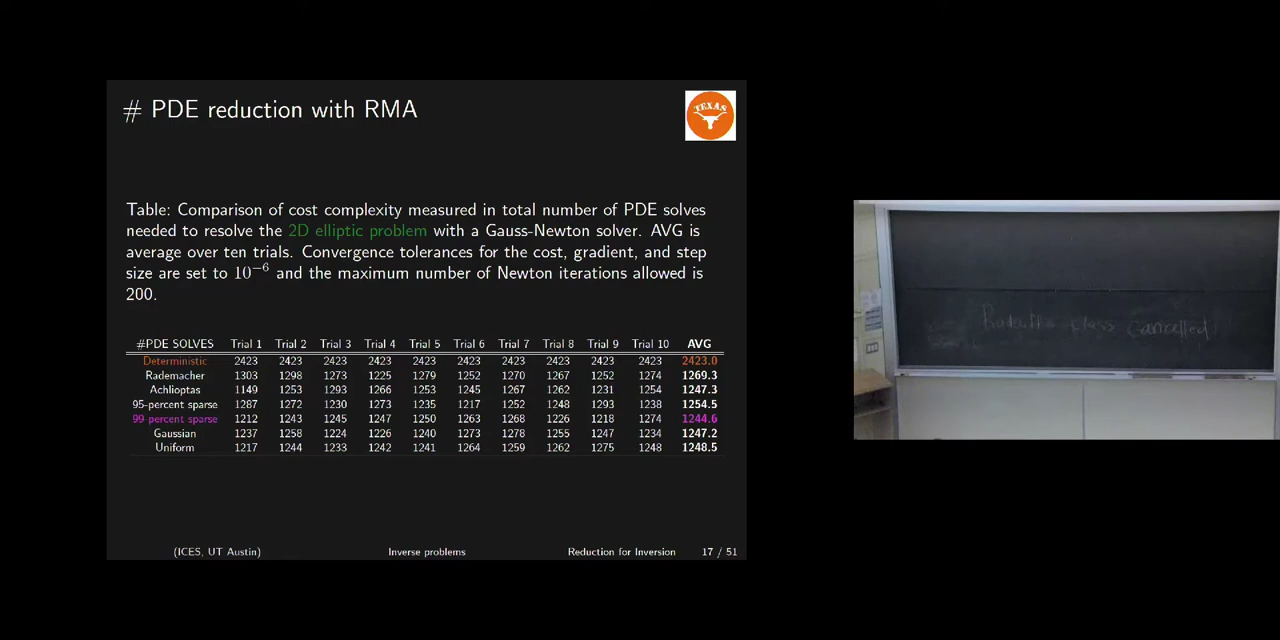 # PDE reduction with RMA
TEXAS
Table: Comparison of cost complexity measured in total number of PDE solves
needed to resolve the 2D elliptic problem with a Gauss-Newton solver. AVG is
average over ten trials. Convergence tolerances for the cost, gradient, and step
size are set to 10⁻⁶ and the maximum number of Newton iterations allowed is
200.
#PDE SOLVES Trial 1 Trial 2 Trial 3 Trial 4 Trial 5 Trial 6 Trial 7 Trial 8 Trial 9 Trial 10 AVG
Deterministic 2423 2423 2423 2423 2423 2423 2423 2423 2423 2423 2423.0
Rademacher 1303 1298 1273 1225 1279 1252 1270 1267 1252 1274 1269.3
Achlioptas 1149 1253 1293 1266 1253 1245 1267 1262 1231 1254 1247.3
95-percent sparse 1287 1272 1230 1273 1235 1217 1252 1248 1293 1238 1254.5
99-percent sparse 1212 1243 1245 1247 1250 1263 1268 1226 1218 1274 1244.6
Gaussian 1237 1258 1224 1226 1240 1273 1278 1255 1247 1234 1247.2
Uniform 1217 1244 1233 1242 1241 1264 1259 1262 1275 1248 1248.5
(ICES, UT Austin) Inverse problems Reduction for Inversion 17 / 51
class cancelled